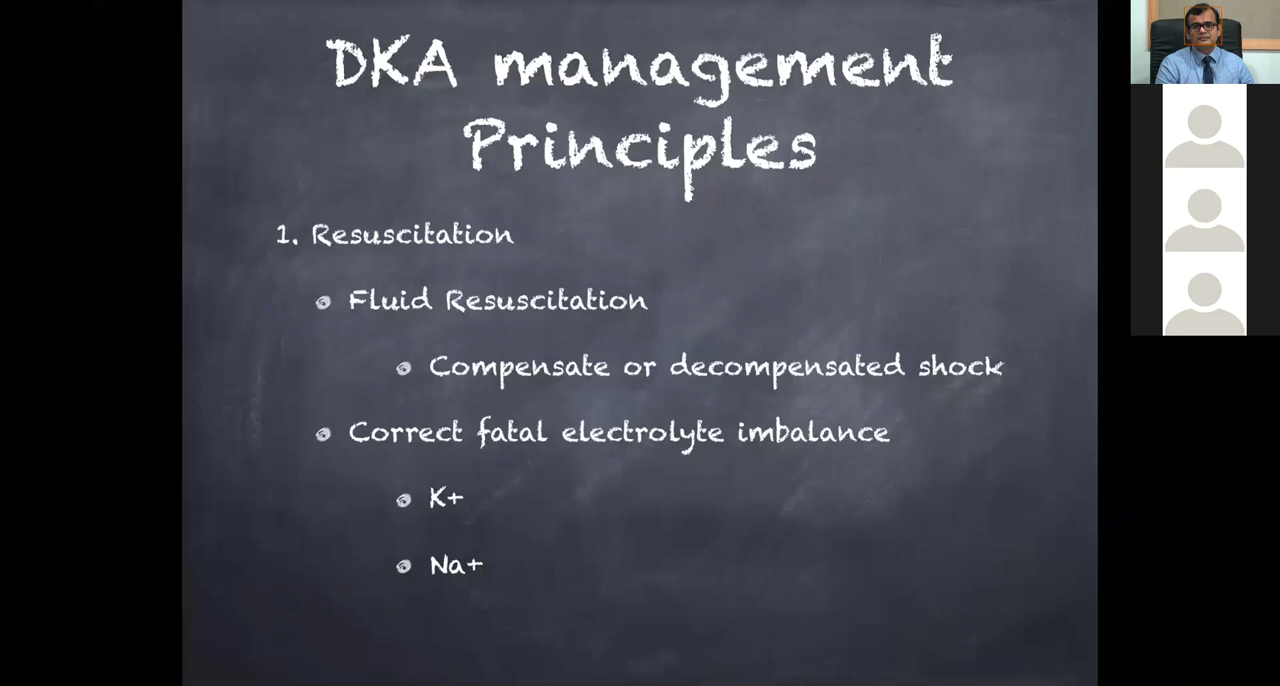 DKA management
Principles
1. Resuscitation
Fluid Resuscitation
Compensate or decompensated shock
Correct fatal electrolyte imbalance
K+
Na+